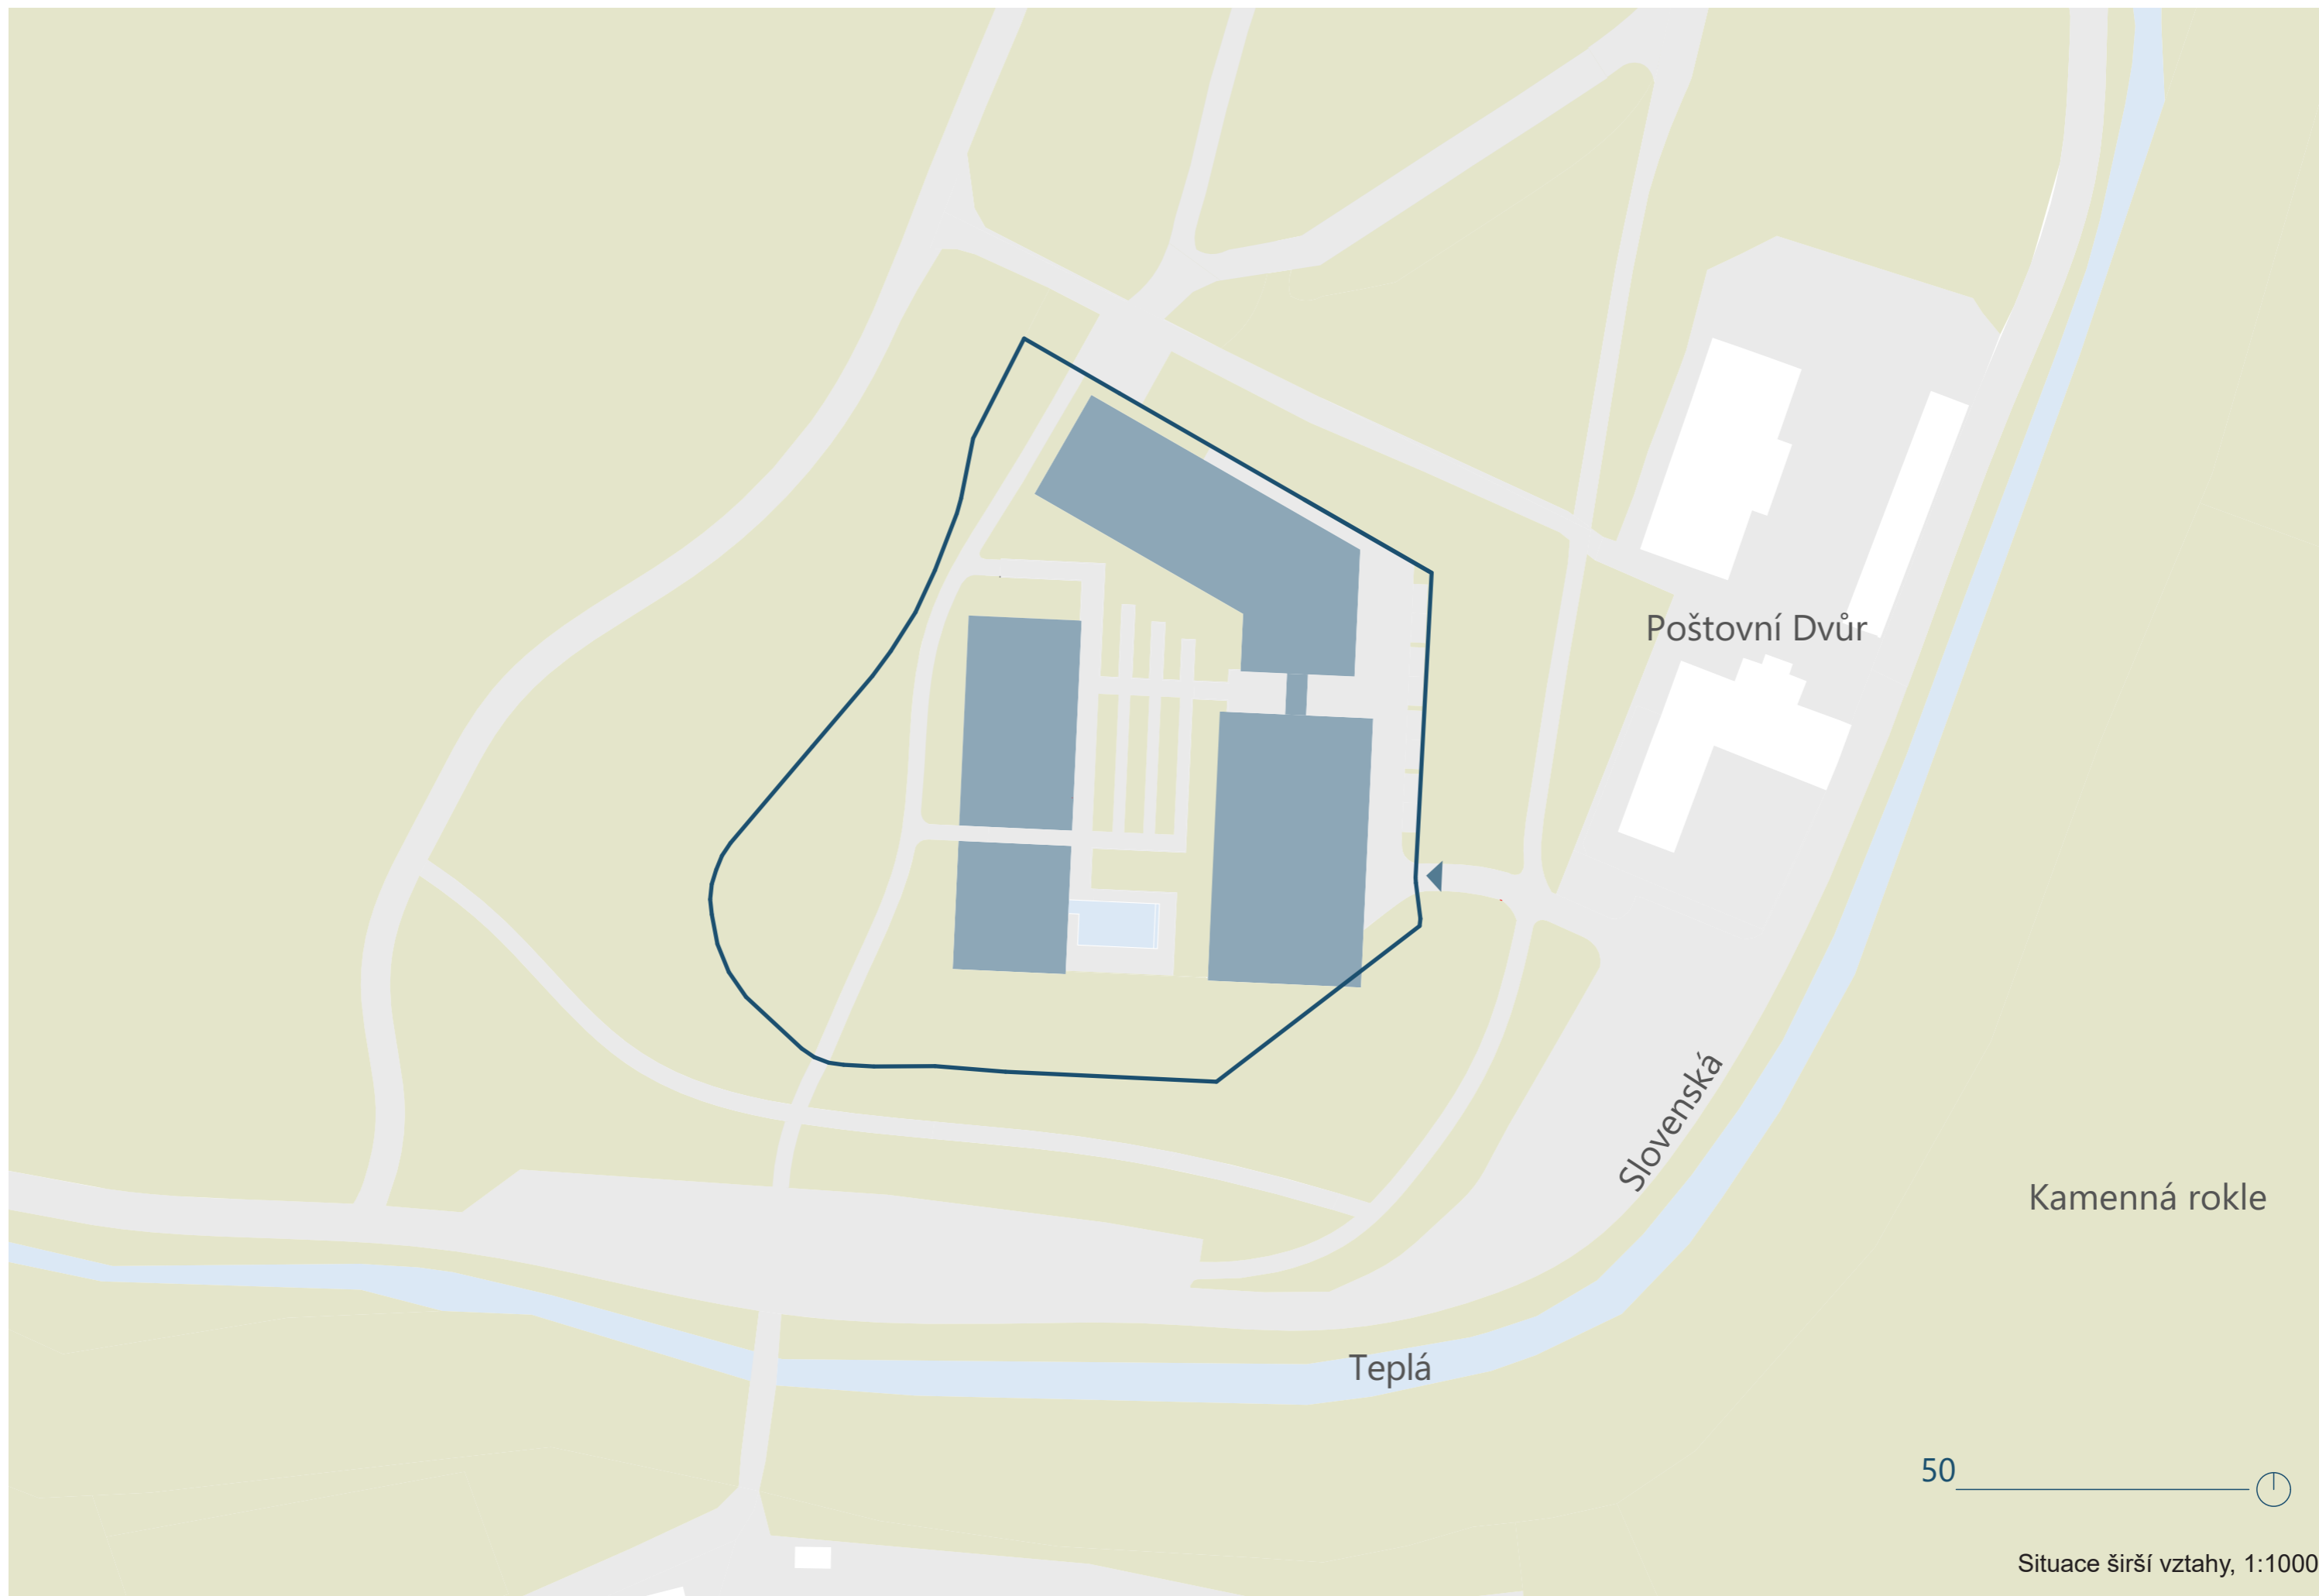 Poštovní Dvůr
Slovenská
Kamenná rokle
Teplá
50
Situace širší vztahy, 1:1000